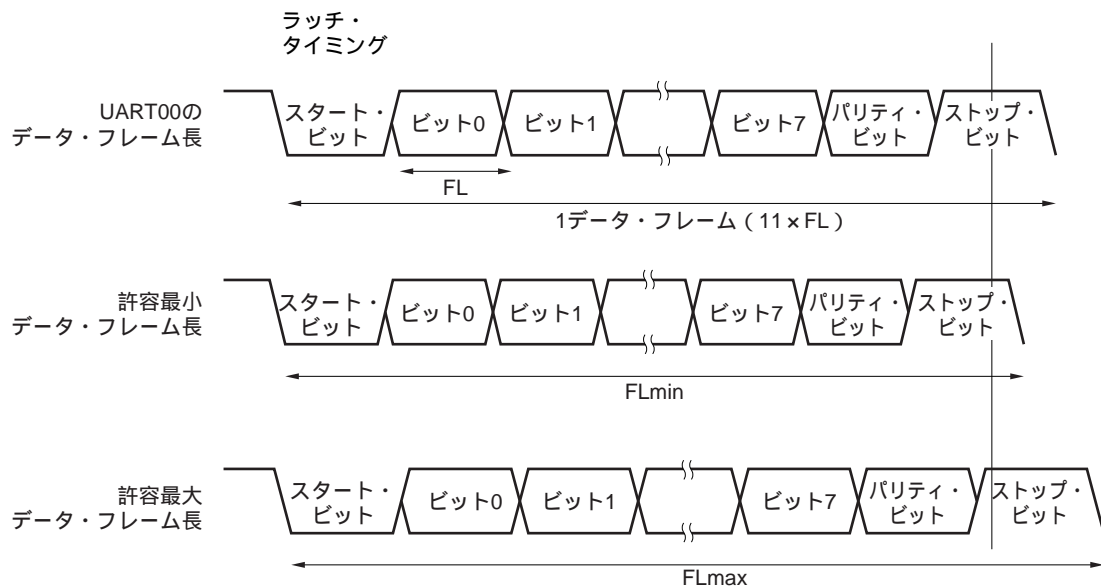 ラッチ・
タイミング
UART00の
データ・フレーム長
スタート・
ビット
ビット0
ビット1
ビット7
パリティ・
ビット
ストップ・
ビット
FL
1データ・フレーム（11×FL）
許容最小
データ・フレーム長
スタート・
ビット
ビット0
ビット1
ビット7
パリティ・
ビット
ストップ・
ビット
FLmin
許容最大
データ・フレーム長
スタート・
ビット
ビット0
ビット1
ビット7
パリティ・
ビット
ストップ・
ビット
FLmax